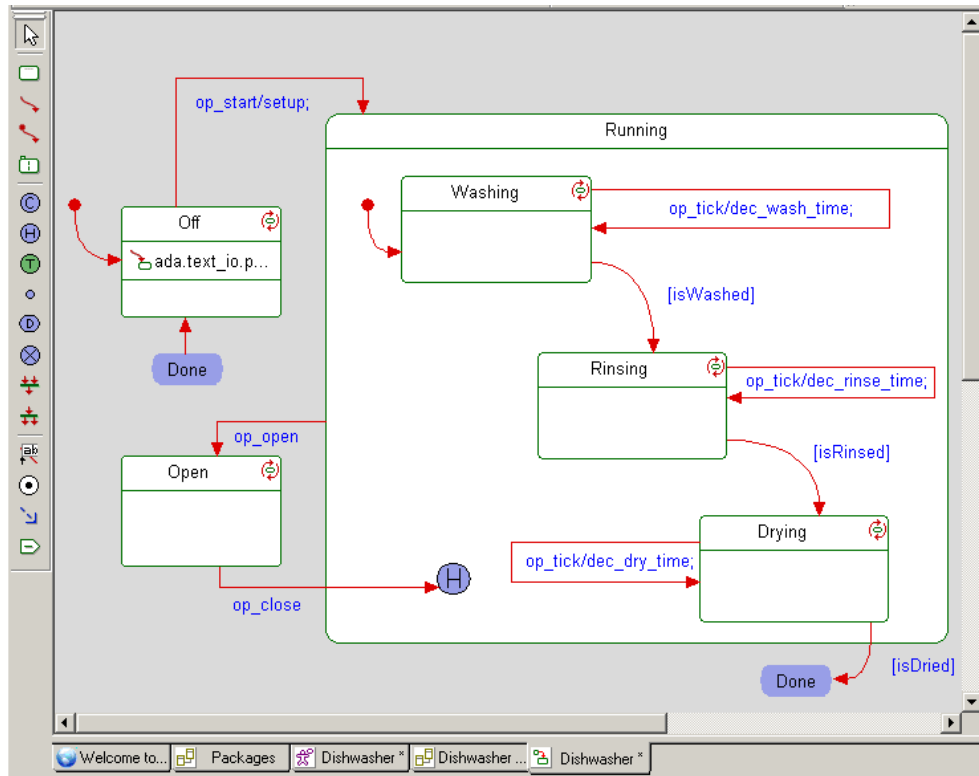 op_start/setup;
Running
Washing
op_tick/dec_wash_time;
Off
ada.text_io.p...
[isWashed]
Done
Rinsing
op_tick/dec_rinse_time;
op_open
[isRinsed]
Open
Drying
op_tick/dec_dry_time;
H
op_close
[isDried]
Done
C
H
T
D
ab
Welcome to...
Packages
Dishwasher *
Dishwasher ...
Dishwasher *